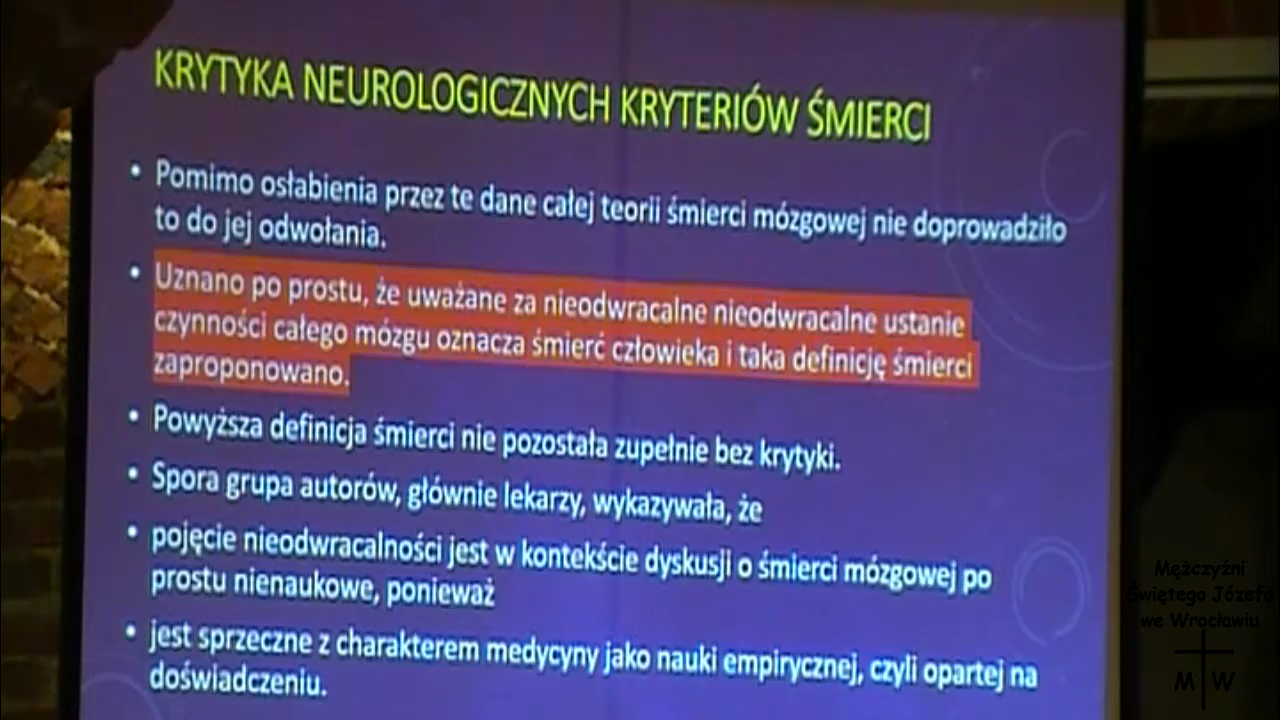 KRYTYKA NEUROLOGICZNYCH KRYTERIÓW ŚMIERCI
• Pomimo osłabienia przez te dane całej teorii śmierci mózgowej nie doprowadziło
to do jej odwołania.
• Uznano po prostu, że uważane za nieodwracalne nieodwracalne ustanie
czynności całego mózgu oznacza śmierć człowieka i taka definicję śmierci
zaproponowano.
• Powyższa definicja śmierci nie pozostała zupełnie bez krytyki.
• Spora grupa autorów, głównie lekarzy, wykazywała, że
• pojęcie nieodwracalności jest w kontekście dyskusji o śmierci mózgowej po
prostu nienaukowe, ponieważ
• jest sprzeczne z charakterem medycyny jako nauki empirycznej, czyli opartej na
doświadczeniu.
Mężczyźni
Świętego Józefa
we Wrocławiu
M W